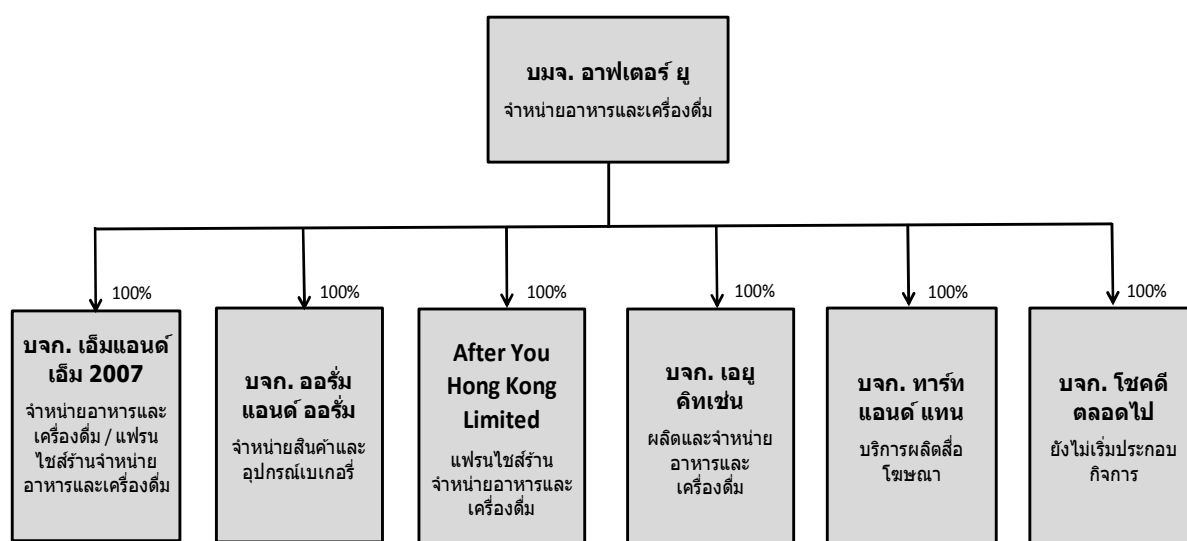 บมจ. อาฟเตอร์ ยู
จำหน่ายอาหารและเครื่องดื่ม
100%
100%
100%
100%
100%
100%
บจก. เอ็มแอนด์
เอ็ม 2007
จำหน่ายอาหารและ
เครื่องดื่ม / แฟรน
ไชส์ร้านจำหน่าย
อาหารและเครื่องดื่ม
บจก. ออรั่ม
แอนด์ ออรั่ม
จำหน่ายสินค้าและ
อุปกรณ์เบเกอรี่
After You
Hong Kong
Limited
แฟรนไชส์ร้าน
จำหน่ายอาหารและ
เครื่องดื่ม
บจก. เอยู
คิทเช่น
ผลิตและจำหน่าย
อาหารและ
เครื่องดื่ม
บจก. ทาร์ท
แอนด์ แทน
บริการผลิตสื่อ
โฆษณา
บจก. โชคดี
ตลอดไป
ยังไม่เริ่มประกอบ
กิจการ